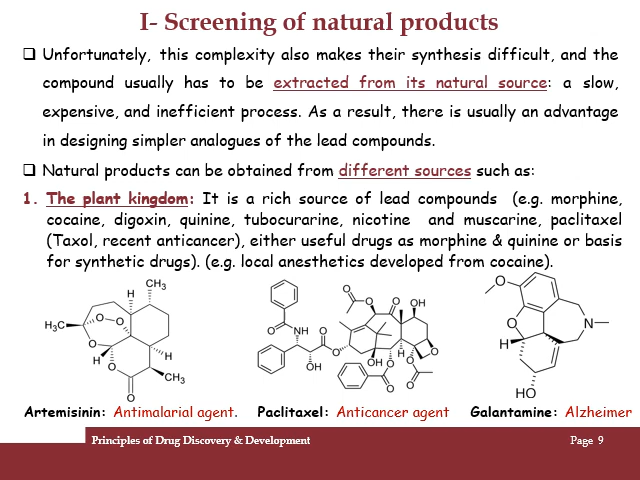 I- Screening of natural products
❑ Unfortunately, this complexity also makes their synthesis difficult, and the
compound usually has to be extracted from its natural source: a slow,
expensive, and inefficient process. As a result, there is usually an advantage
in designing simpler analogues of the lead compounds.
❑ Natural products can be obtained from different sources such as:
1. The plant kingdom: It is a rich source of lead compounds (e.g. morphine,
cocaine, digoxin, quinine, tubocurarine, nicotine and muscarine, paclitaxel
(Taxol, recent anticancer), either useful drugs as morphine & quinine or basis
for synthetic drugs). (e.g. local anesthetics developed from cocaine).
CH3
H
H3C
O
O
O
H
O
H
CH3
O
O
NH
O
OH
O
O
O
O
OH
OH
O
H
O
O
O
O
O
O
H
N
HO
Artemisinin: Antimalarial agent. Paclitaxel: Anticancer agent Galantamine: Alzheimer
Principles of Drug Discovery & Development Page 9